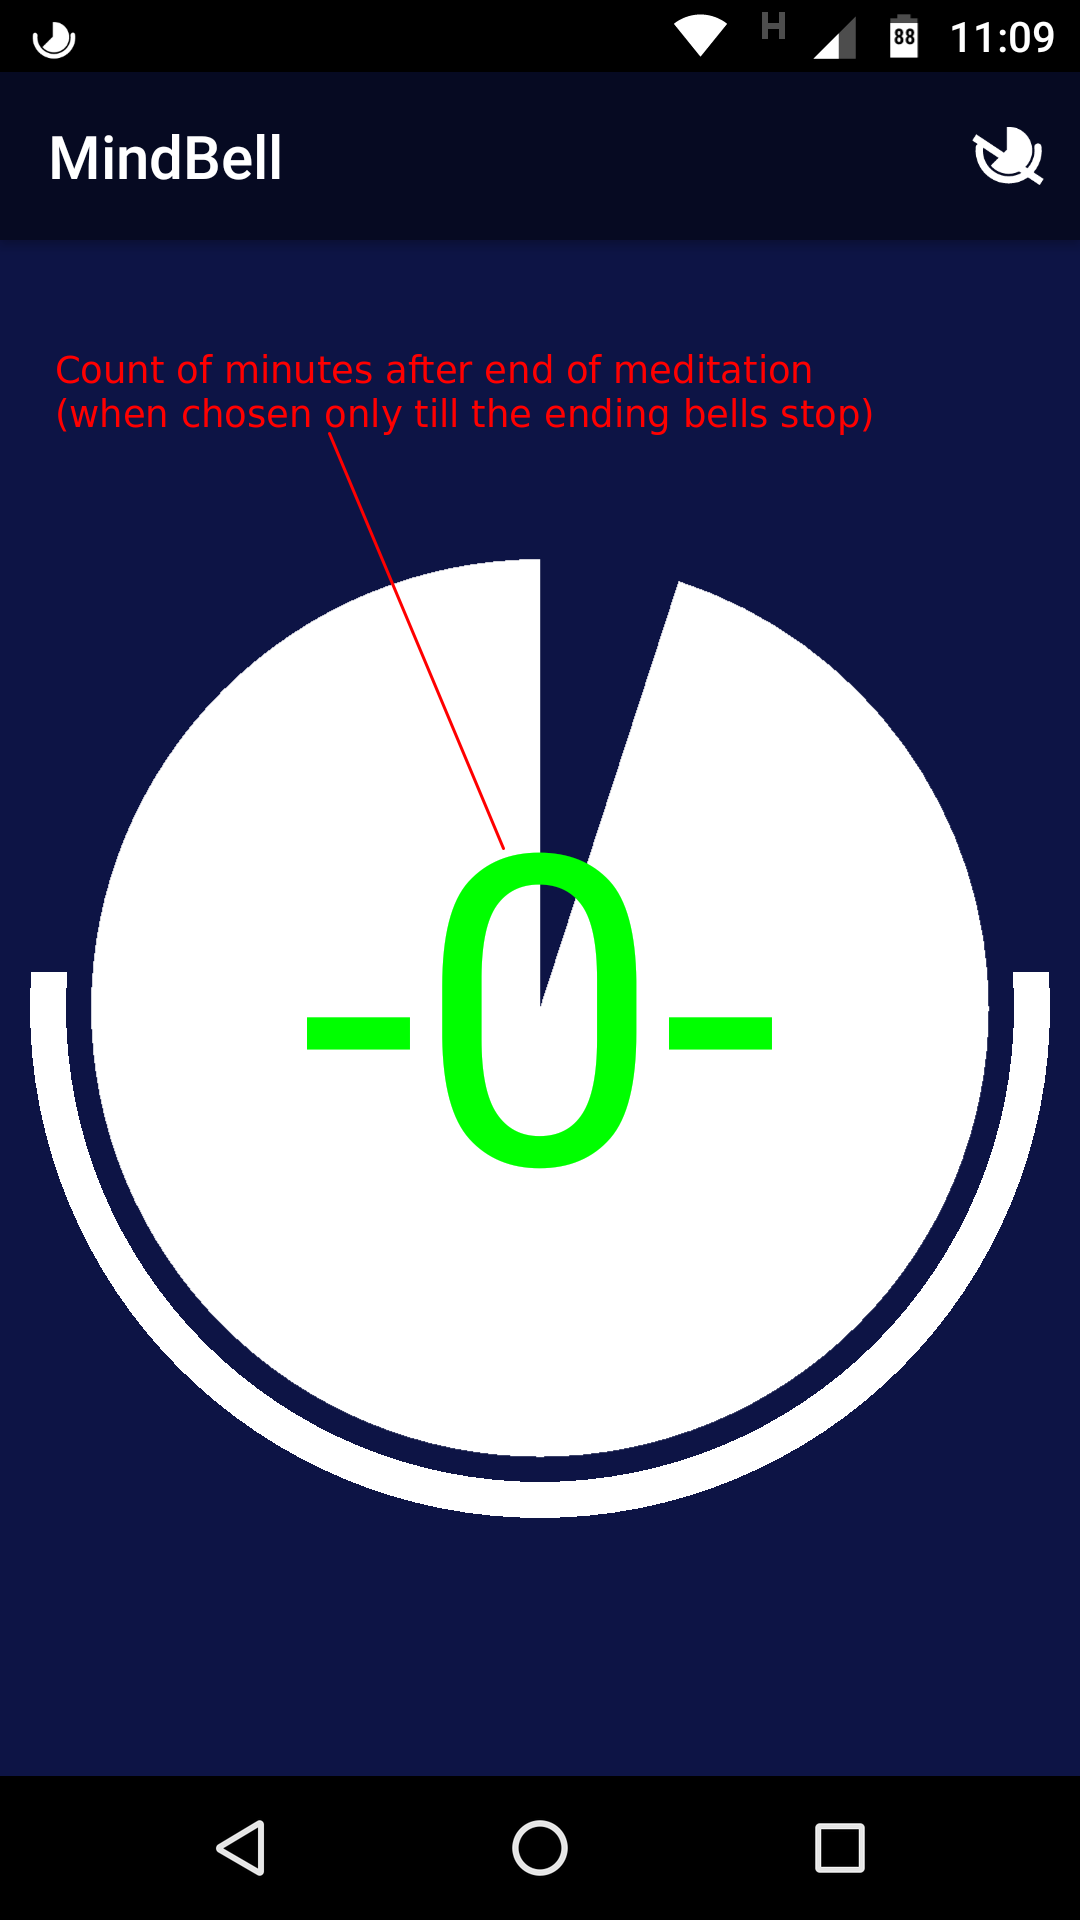 H 88 11:09
MindBell
Count of minutes after end of meditation
(when chosen only till the ending bells stop)
-0-